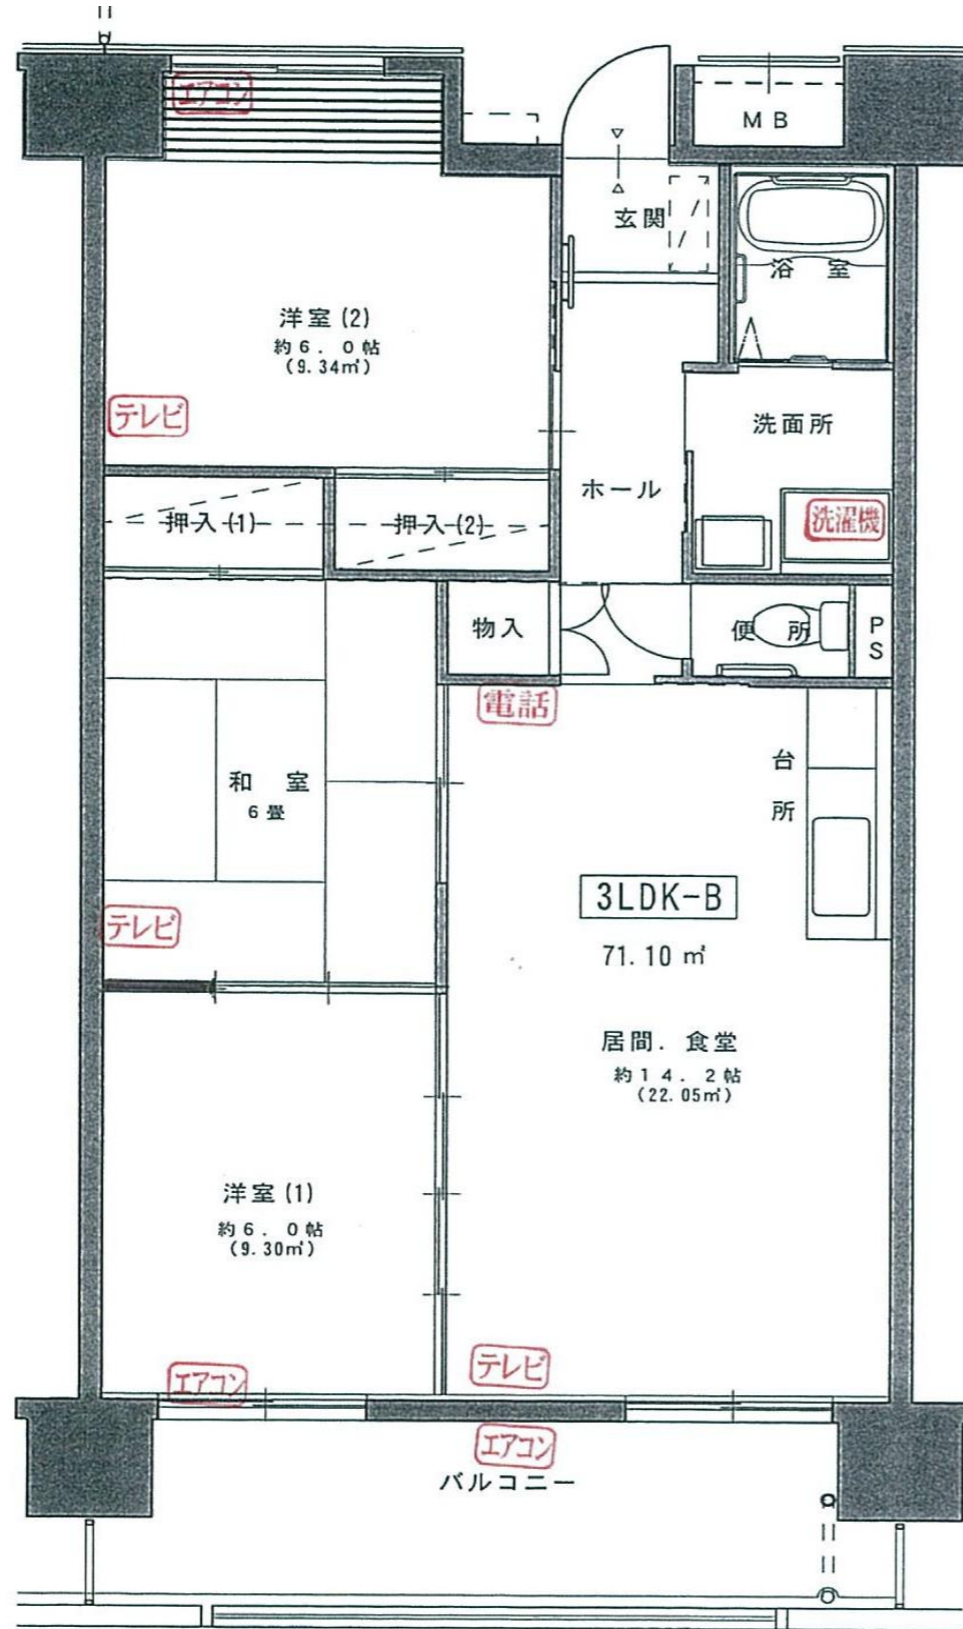 エアコン
MB
玄関
浴 室
洋室(2)
約6.0帖
(9.34㎡)
テレビ
洗面所
ホール
押入(1)
押入(2)
洗濯機
物入
便 所
PS
電話
台所
和 室
6畳
3LDK-B
71.10 ㎡
テレビ
居間．食堂
約14.2帖
(22.05㎡)
洋室(1)
約6.0帖
(9.30㎡)
テレビ
エアコン
エアコン
バルコニー